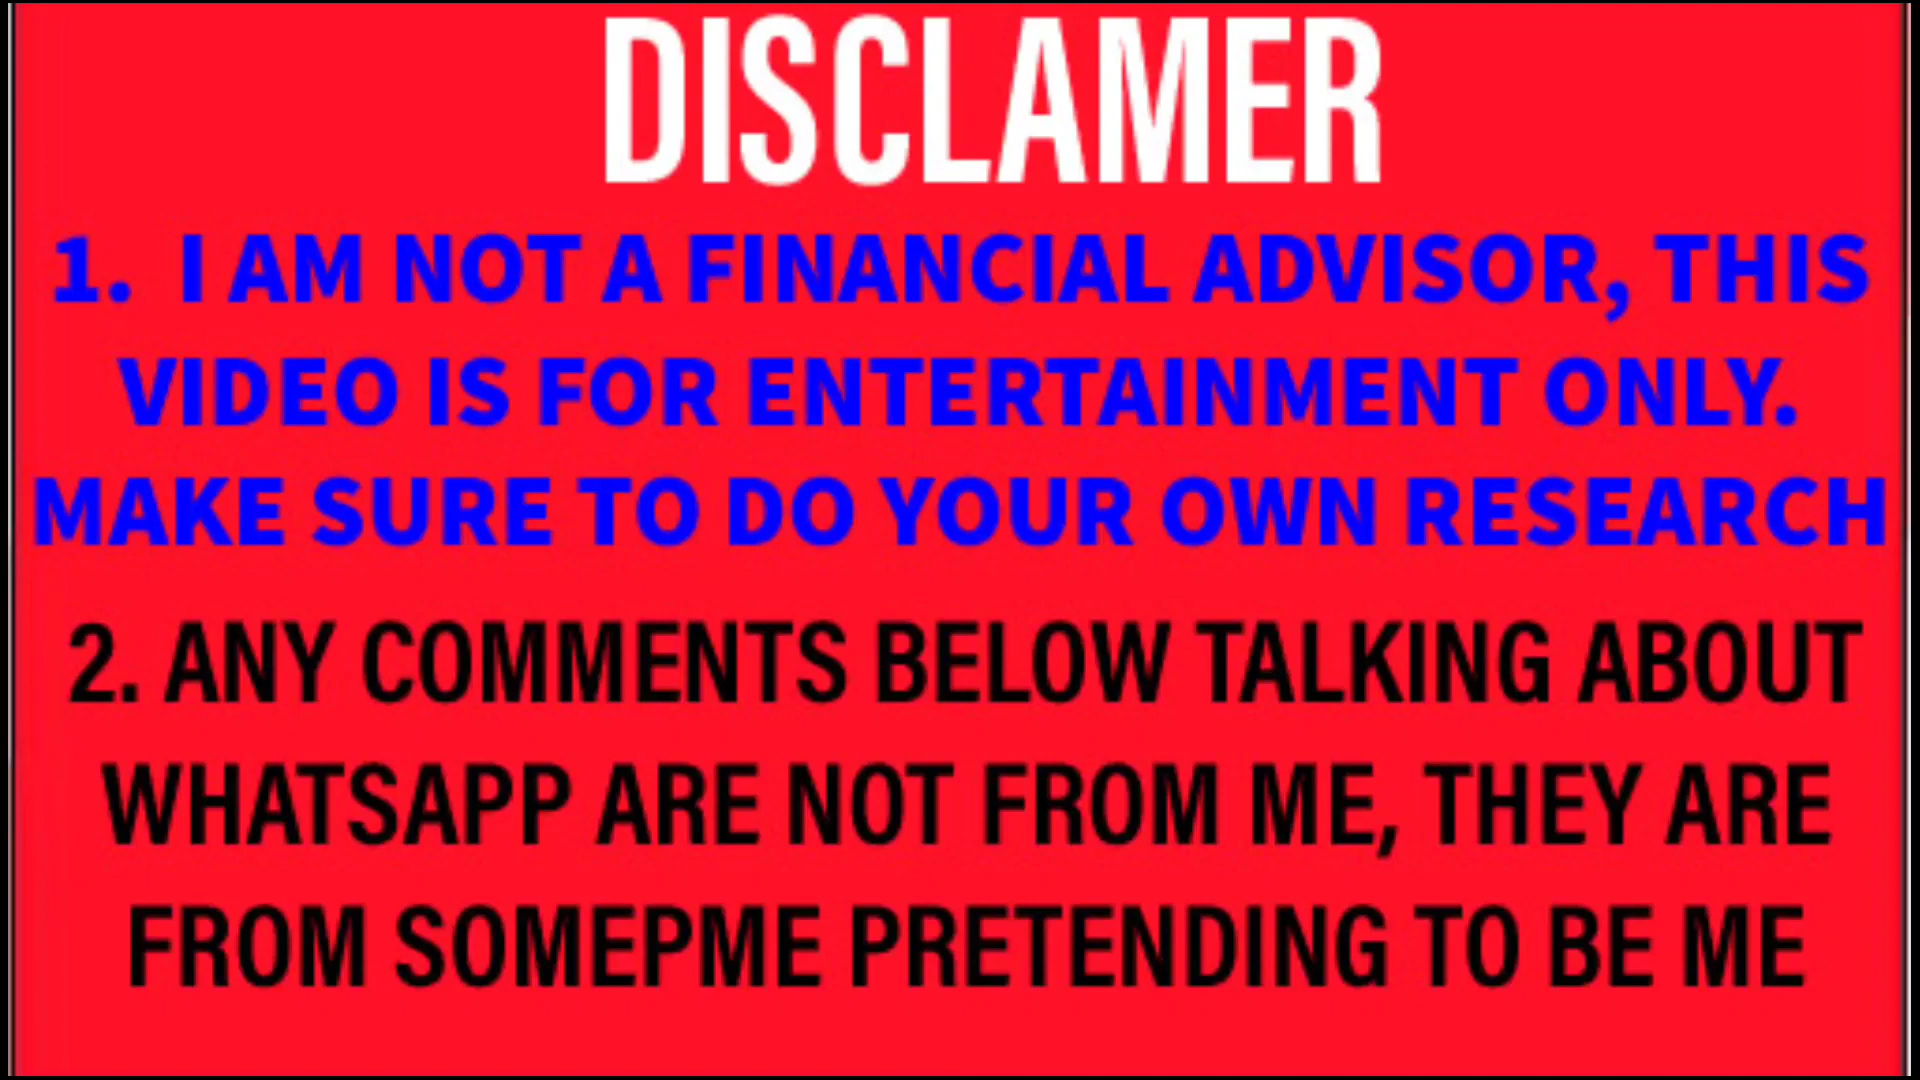 DISCLAMER
1. I AM NOT A FINANCIAL ADVISOR, THIS
VIDEO IS FOR ENTERTAINMENT ONLY.
MAKE SURE TO DO YOUR OWN RESEARCH
2. ANY COMMENTS BELOW TALKING ABOUT
WHATSAPP ARE NOT FROM ME, THEY ARE
FROM SOMEPME PRETENDING TO BE ME